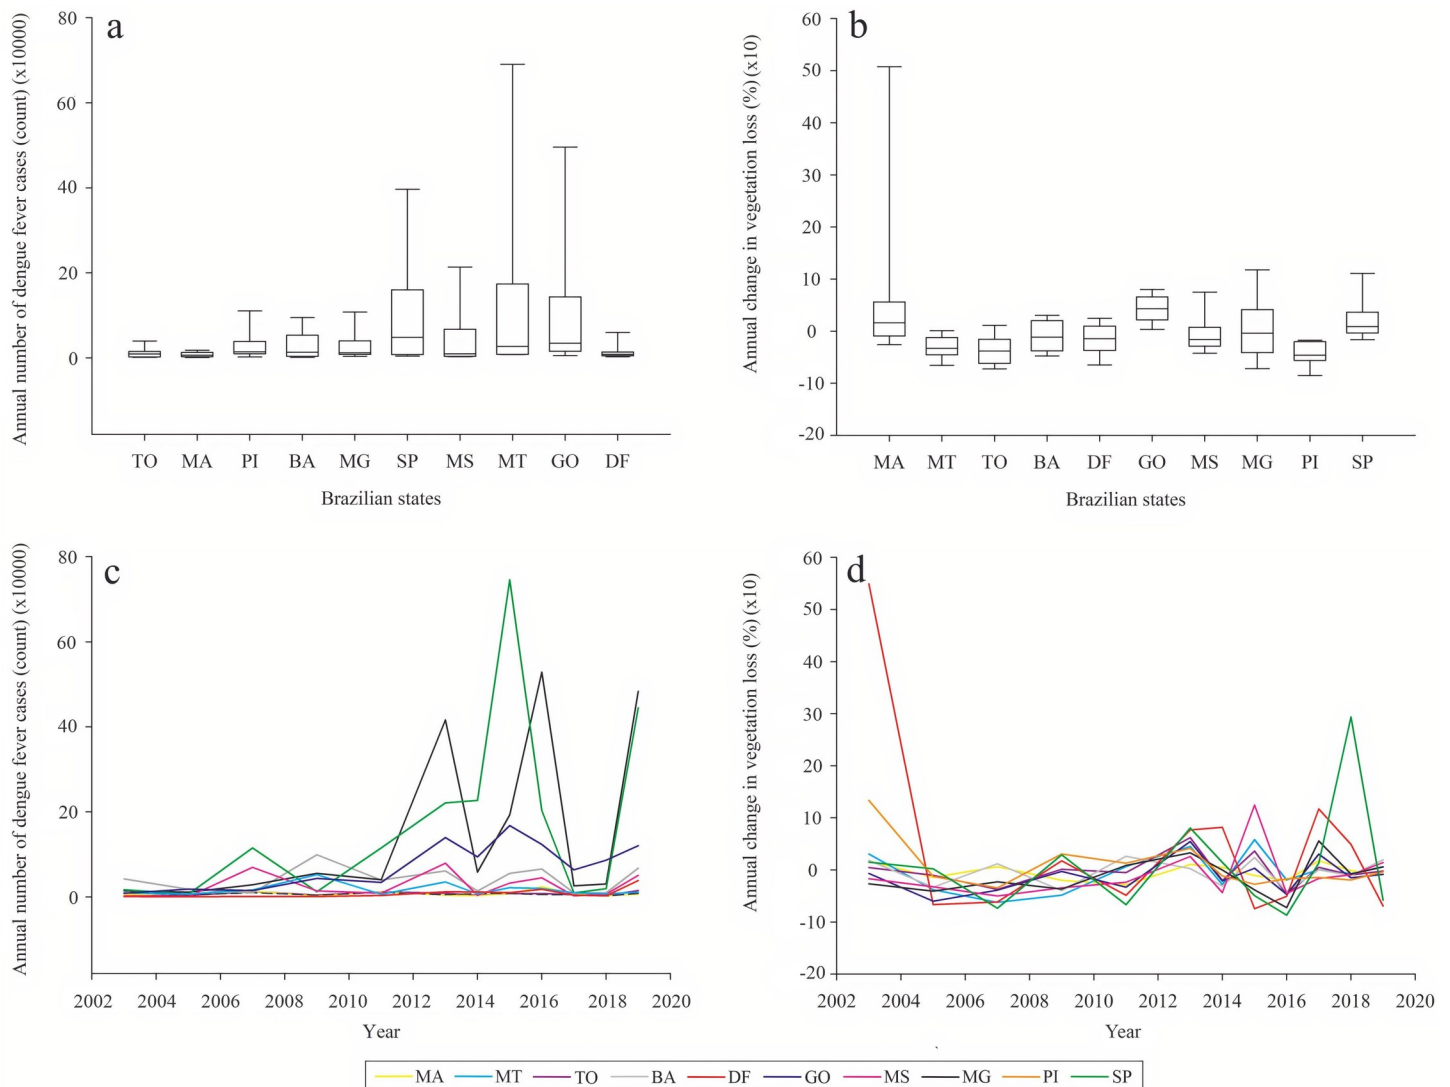 a
Annual number of dengue fever cases (count) (x10000)
80
60
40
20
0
TO MA PI BA MG SP MS MT GO DF
Brazilian states
b
Annual change in vegetation loss (%) (x10)
60
50
40
30
20
10
0
-10
-20
MA MT TO BA DF GO MS MG PI SP
Brazilian states
c
Annual number of dengue fever cases (count) (x10000)
80
60
40
20
0
2002 2004 2006 2008 2010 2012 2014 2016 2018 2020
Year
d
Annual change in vegetation loss (%) (x10)
60
50
40
30
20
10
0
-10
-20
2002 2004 2006 2008 2010 2012 2014 2016 2018 2020
Year
MA MT TO BA DF GO MS MG PI SP